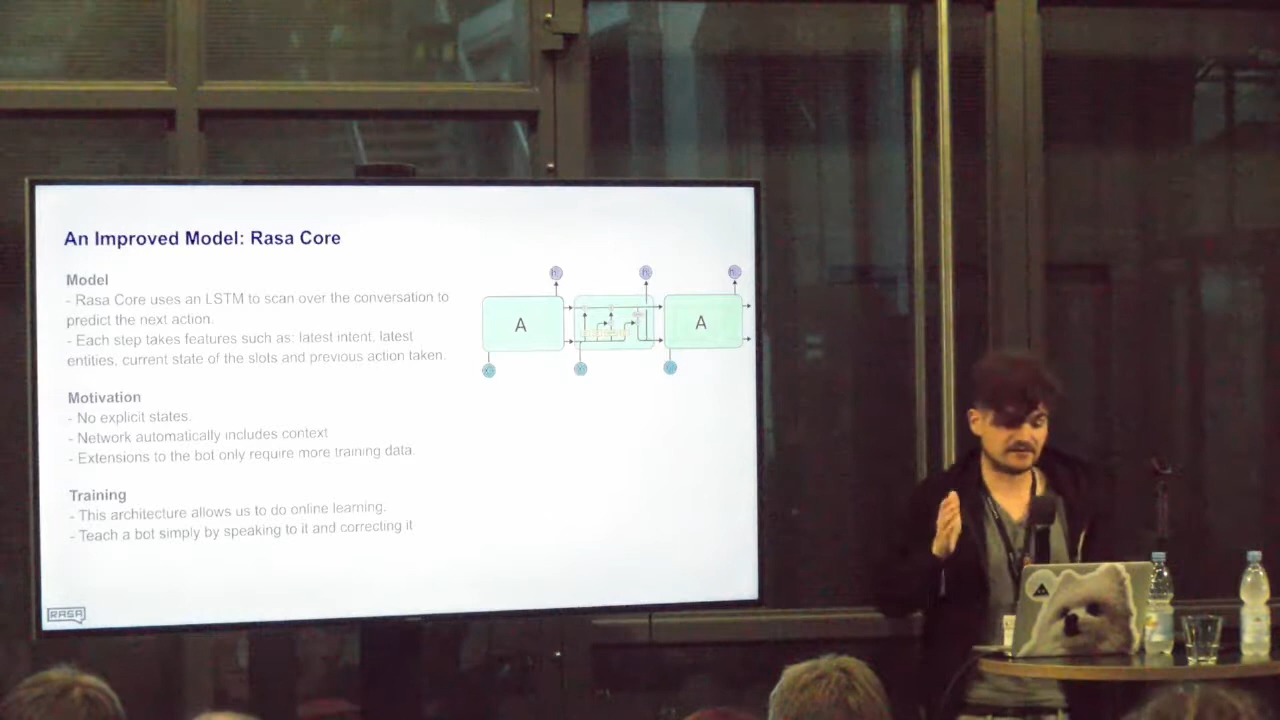 An Improved Model: Rasa Core
Model
- Rasa Core uses an LSTM to scan over the conversation to
predict the next action.
- Each step takes features such as: latest intent, latest
entities, current state of the slots and previous action taken.
Motivation
- No explicit states.
- Network automatically includes context
- Extensions to the bot only require more training data.
Training
- This architecture allows us to do online learning.
- Teach a bot simply by speaking to it and correcting it
A
A
RASA